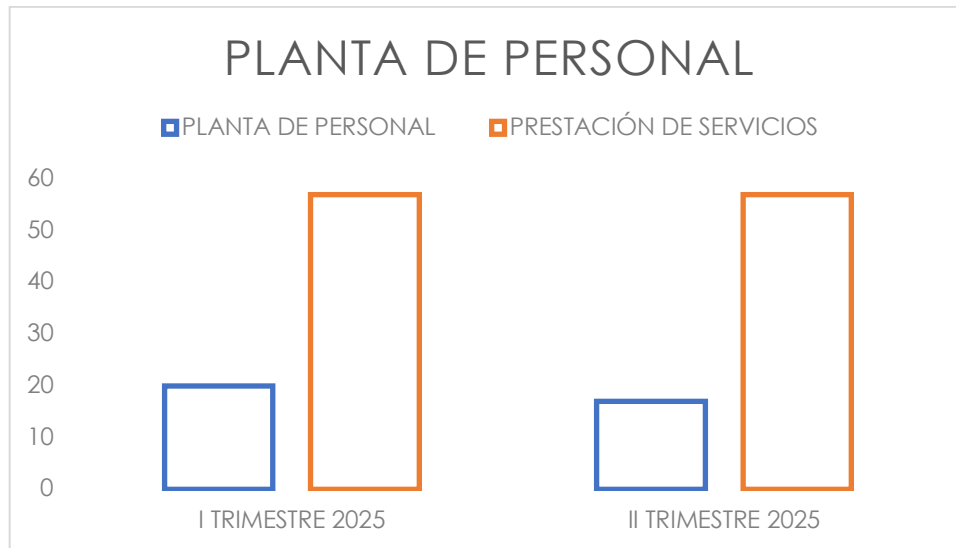 PLANTA DE PERSONAL
PLANTA DE PERSONAL PRESTACIÓN DE SERVICIOS
60
50
40
30
20
10
0
I TRIMESTRE 2025 II TRIMESTRE 2025